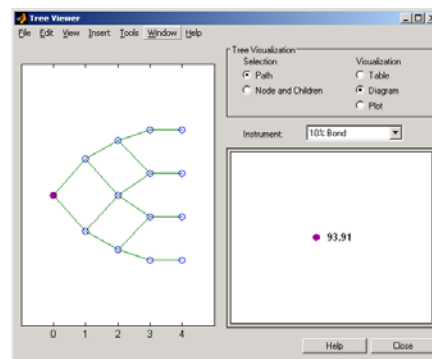 Tree Viewer
File Edit View Insert Tools Window Help
Tree Visualization
Selection
Visualization
Path
Table
Node and Children
Diagram
Plot
Instrument:
10% Bond
93.91
0 1 2 3 4
Help
Close